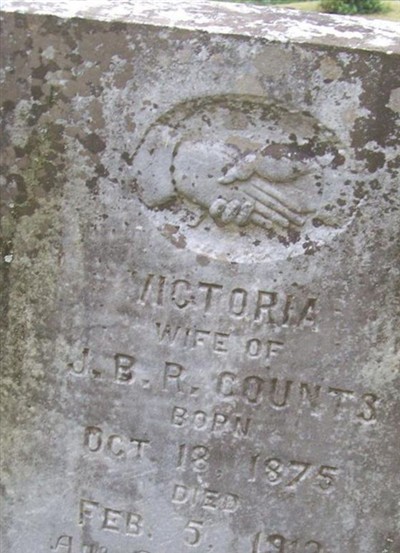 VICTORIA
WIFE OF
J. B. R. COUNTS
BORN
OCT 18, 1875
DIED
FEB. 5,